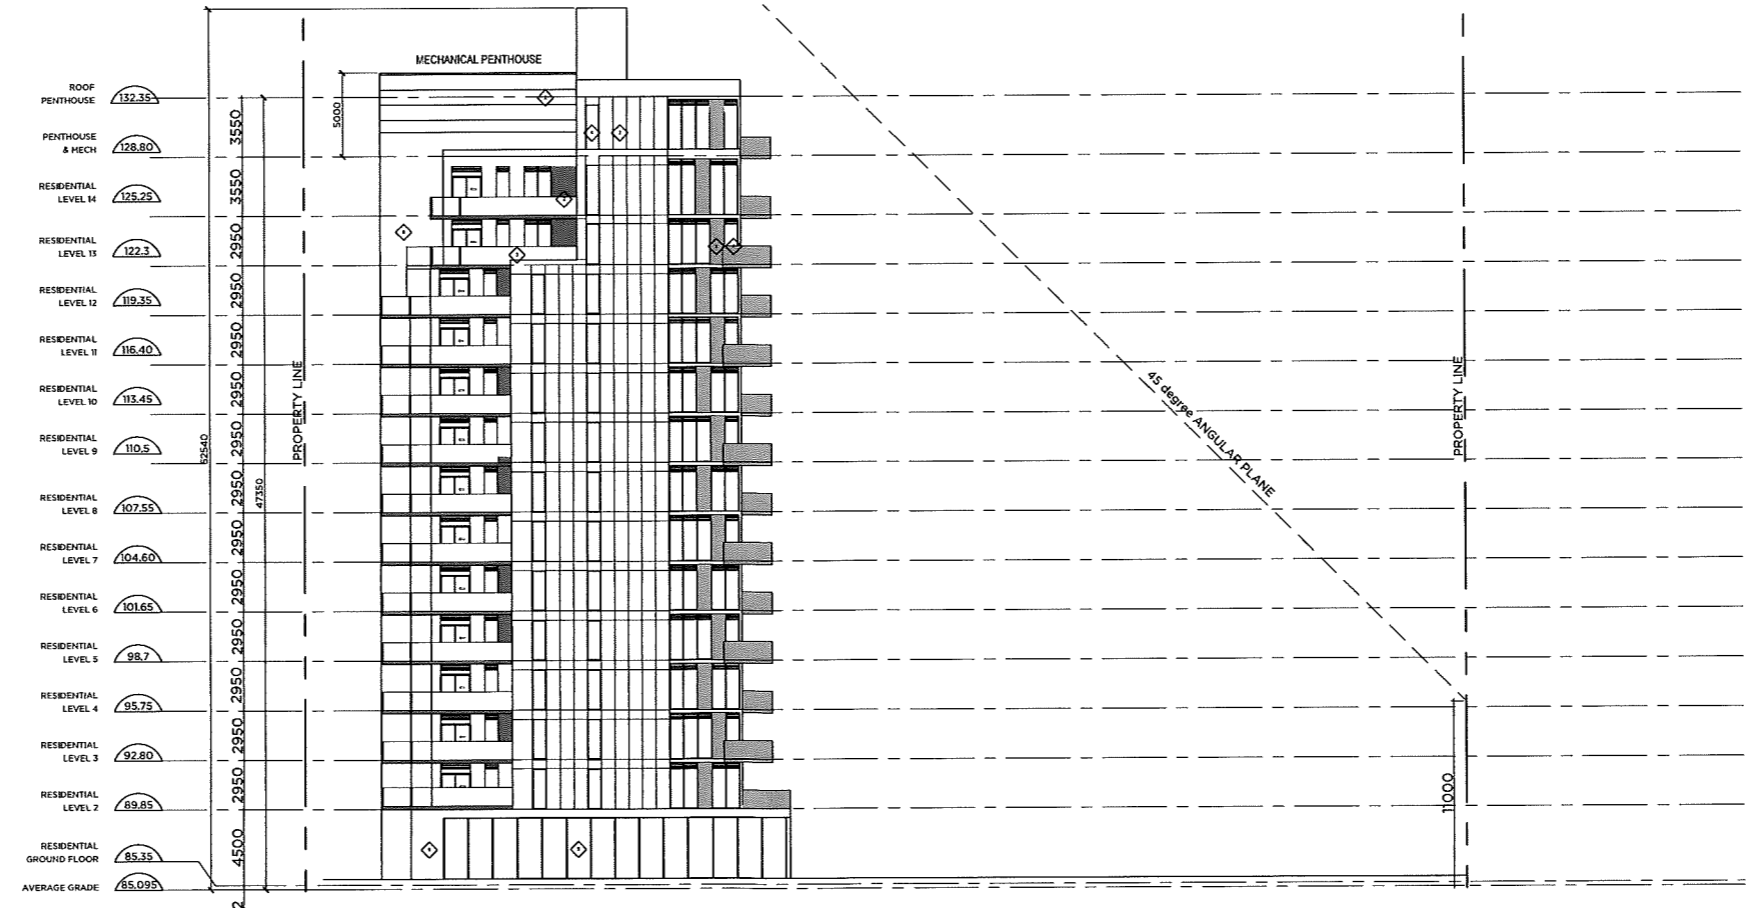 MECHANICAL PENTHOUSE
ROOF
PENTHOUSE
132.35
PENTHOUSE
& MECH
128.80
RESIDENTIAL
LEVEL 14
125.25
RESIDENTIAL
LEVEL 13
122.3
RESIDENTIAL
LEVEL 12
119.35
RESIDENTIAL
LEVEL 11
116.40
RESIDENTIAL
LEVEL 10
113.45
RESIDENTIAL
LEVEL 9
110.5
RESIDENTIAL
LEVEL 8
107.55
RESIDENTIAL
LEVEL 7
104.60
RESIDENTIAL
LEVEL 6
101.65
RESIDENTIAL
LEVEL 5
98.7
RESIDENTIAL
LEVEL 4
95.75
RESIDENTIAL
LEVEL 3
92.80
RESIDENTIAL
LEVEL 2
89.85
RESIDENTIAL
GROUND FLOOR
85.35
AVERAGE GRADE
85.095
62540
3550
3550
2950
2950
2950
2950
2950
2950
2950
2950
2950
2950
2950
2950
4500
47350
5000
PROPERTY LINE
45 degree ANGULAR PLANE
PROPERTY LINE
11000